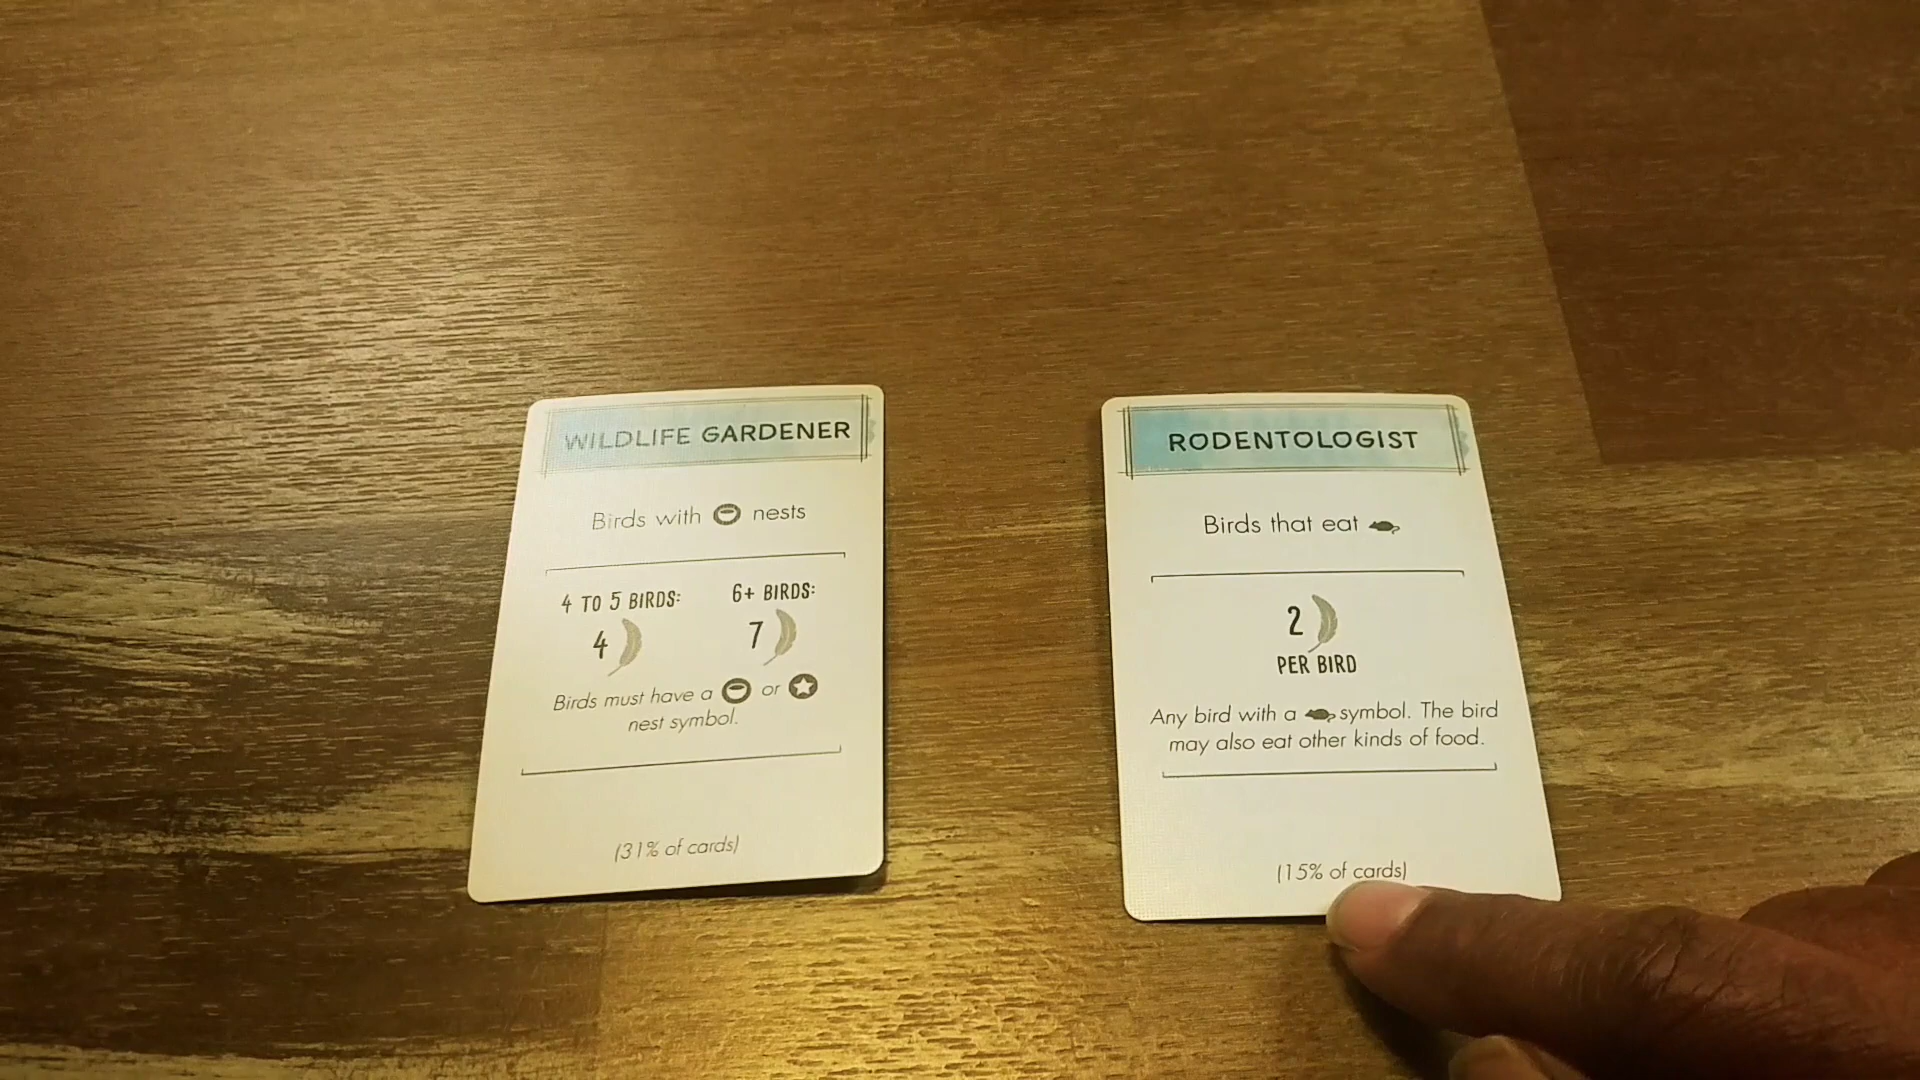 WILDLIFE GARDENER
Birds with nests
4 TO 5 BIRDS:
4
6+ BIRDS:
7
Birds must have a or
nest symbol.
(31% of cards)
RODENTOLOGIST
Birds that eat
2
PER BIRD
Any bird with a symbol. The bird
may also eat other kinds of food.
(15% of cards)